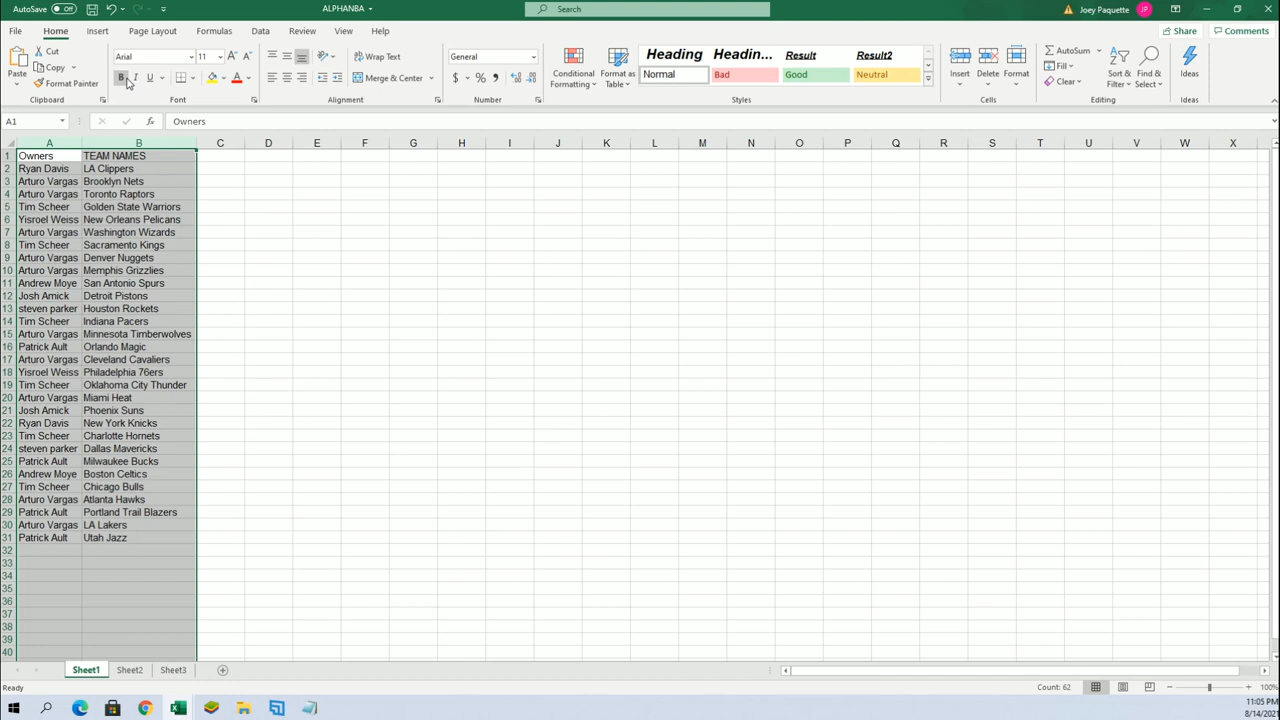 AutoSave Off ALPHANBA Search Joey Paquette JP
File Home Insert Page Layout Formulas Data Review View Help Share Comments
Paste Cut Copy Format Painter Clipboard
Arial 11 B I U A Font
Wrap Text Merge & Center Alignment
General $ % Number
Conditional Formatting Format as Table
Heading Headin... Result Result2
Normal Bad Good Neutral
Styles
Insert Delete Format Cells
AutoSum Fill Clear Sort & Filter Find & Select Editing
Ideas Ideas
A1 fx Owners
A B C D E F G H I J K L M N O P Q R S T U V W X
1 Owners TEAM NAMES
2 Ryan Davis LA Clippers
3 Arturo Vargas Brooklyn Nets
4 Arturo Vargas Toronto Raptors
5 Tim Scheer Golden State Warriors
6 Yisroel Weiss New Orleans Pelicans
7 Arturo Vargas Washington Wizards
8 Tim Scheer Sacramento Kings
9 Arturo Vargas Denver Nuggets
10 Arturo Vargas Memphis Grizzlies
11 Andrew Moye San Antonio Spurs
12 Josh Amick Detroit Pistons
13 steven parker Houston Rockets
14 Tim Scheer Indiana Pacers
15 Arturo Vargas Minnesota Timberwolves
16 Patrick Ault Orlando Magic
17 Arturo Vargas Cleveland Cavaliers
18 Yisroel Weiss Philadelphia 76ers
19 Tim Scheer Oklahoma City Thunder
20 Arturo Vargas Miami Heat
21 Josh Amick Phoenix Suns
22 Ryan Davis New York Knicks
23 Tim Scheer Charlotte Hornets
24 steven parker Dallas Mavericks
25 Patrick Ault Milwaukee Bucks
26 Andrew Moye Boston Celtics
27 Tim Scheer Chicago Bulls
28 Arturo Vargas Atlanta Hawks
29 Patrick Ault Portland Trail Blazers
30 Arturo Vargas LA Lakers
31 Patrick Ault Utah Jazz
32
33
34
35
36
37
38
39
40
Sheet1 Sheet2 Sheet3
Ready Count: 62 100%
11:05 PM